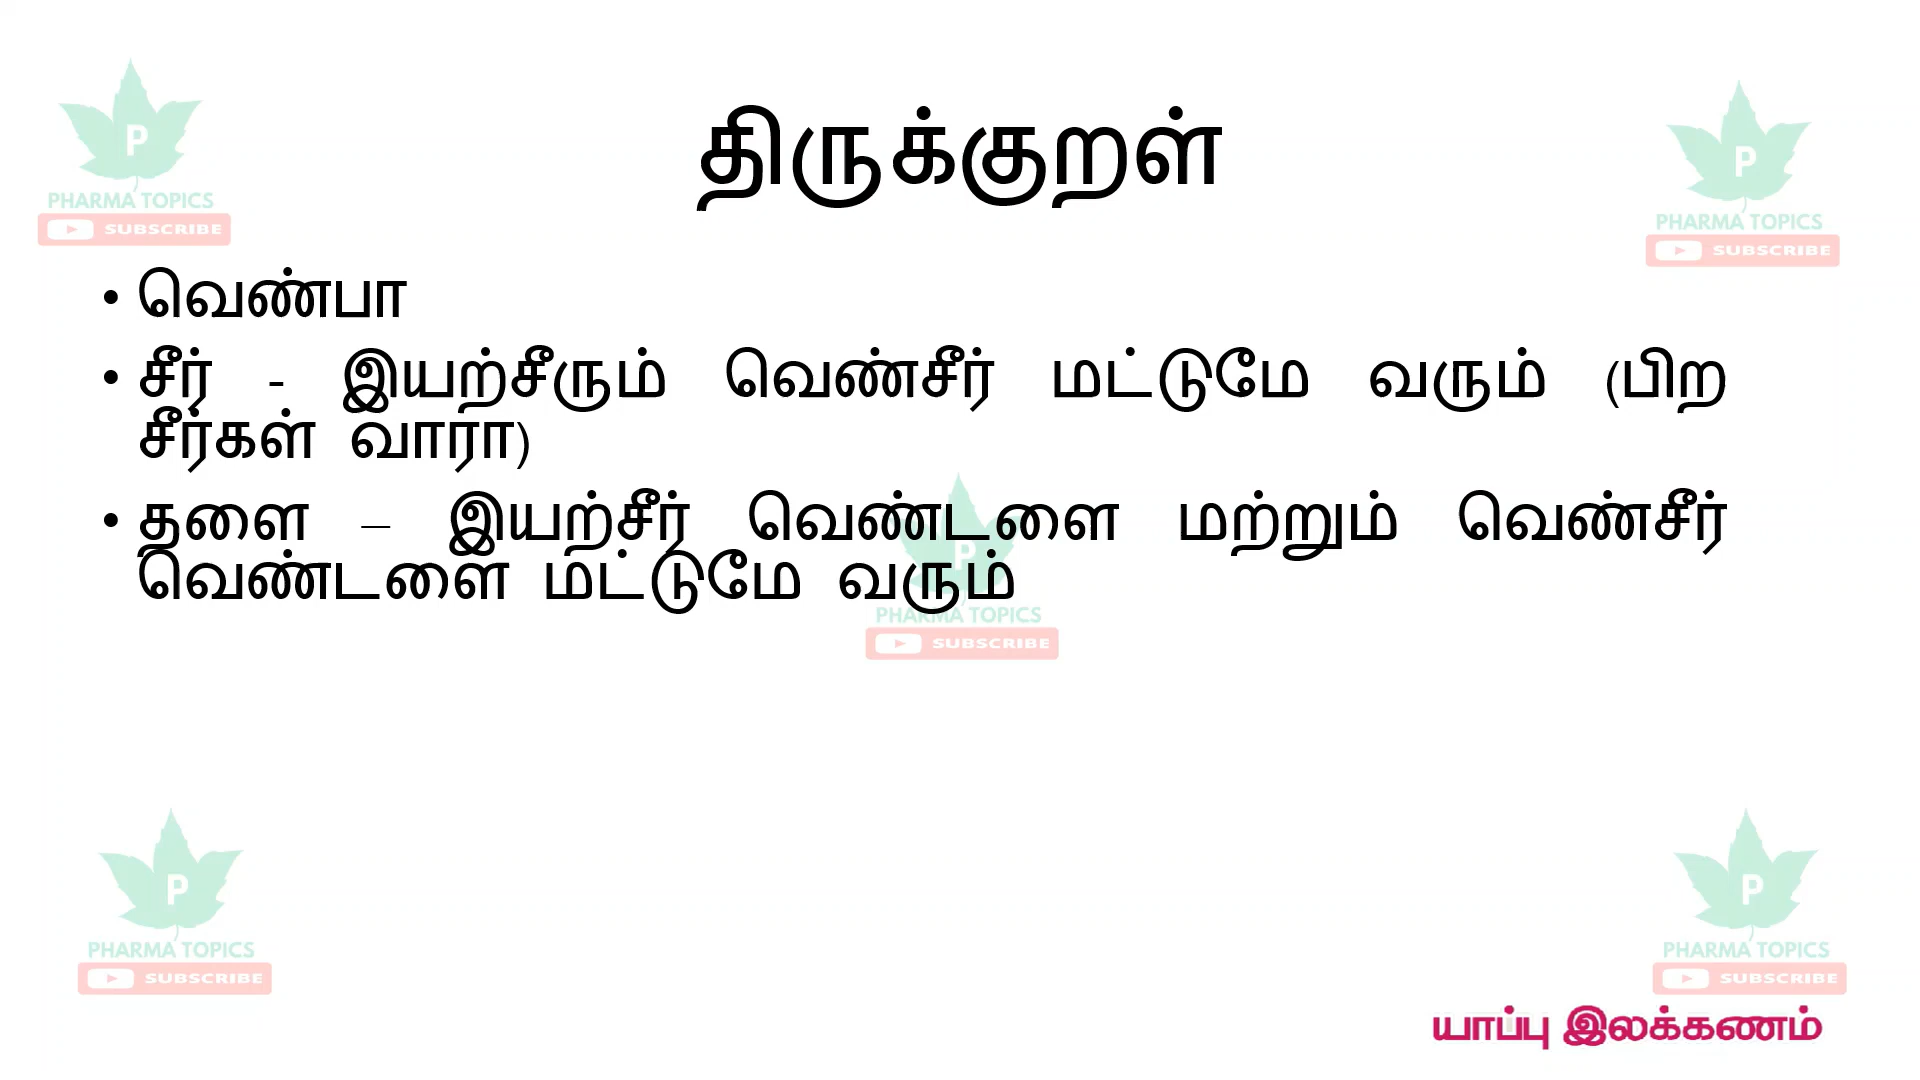 P
PHARMA TOPICS
SUBSCRIBE
P
PHARMA TOPICS
SUBSCRIBE
திருக்குறள்
• வெண்பா
• சீர் - இயற்சீரும் வெண்சீர் மட்டுமே வரும் (பிற
சீர்கள் வாரா)
• தளை – இயற்சீர் வெண்டளை மற்றும் வெண்சீர்
வெண்டளை மட்டுமே வரும்
P
PHARMA TOPICS
SUBSCRIBE
P
PHARMA TOPICS
SUBSCRIBE
P
PHARMA TOPICS
SUBSCRIBE
யாப்பு இலக்கணம்